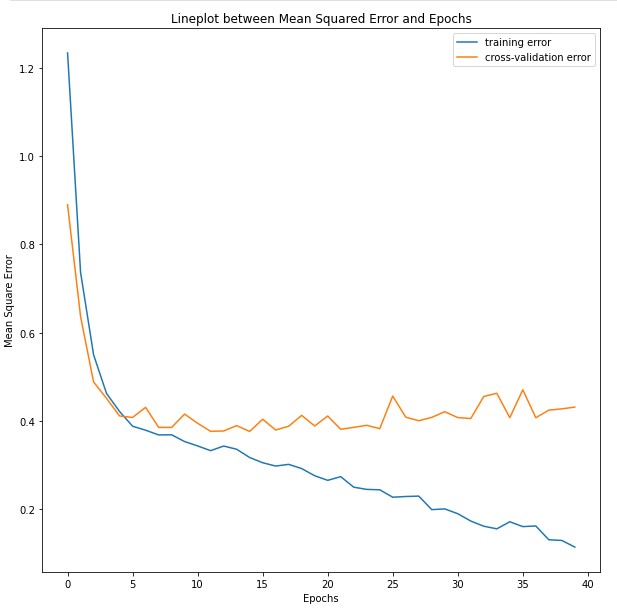 Lineplot between Mean Squared Error and Epochs
training error
cross-validation error
Mean Square Error
1.2
1.0
0.8
0.6
0.4
0.2
0 5 10 15 20 25 30 35 40
Epochs